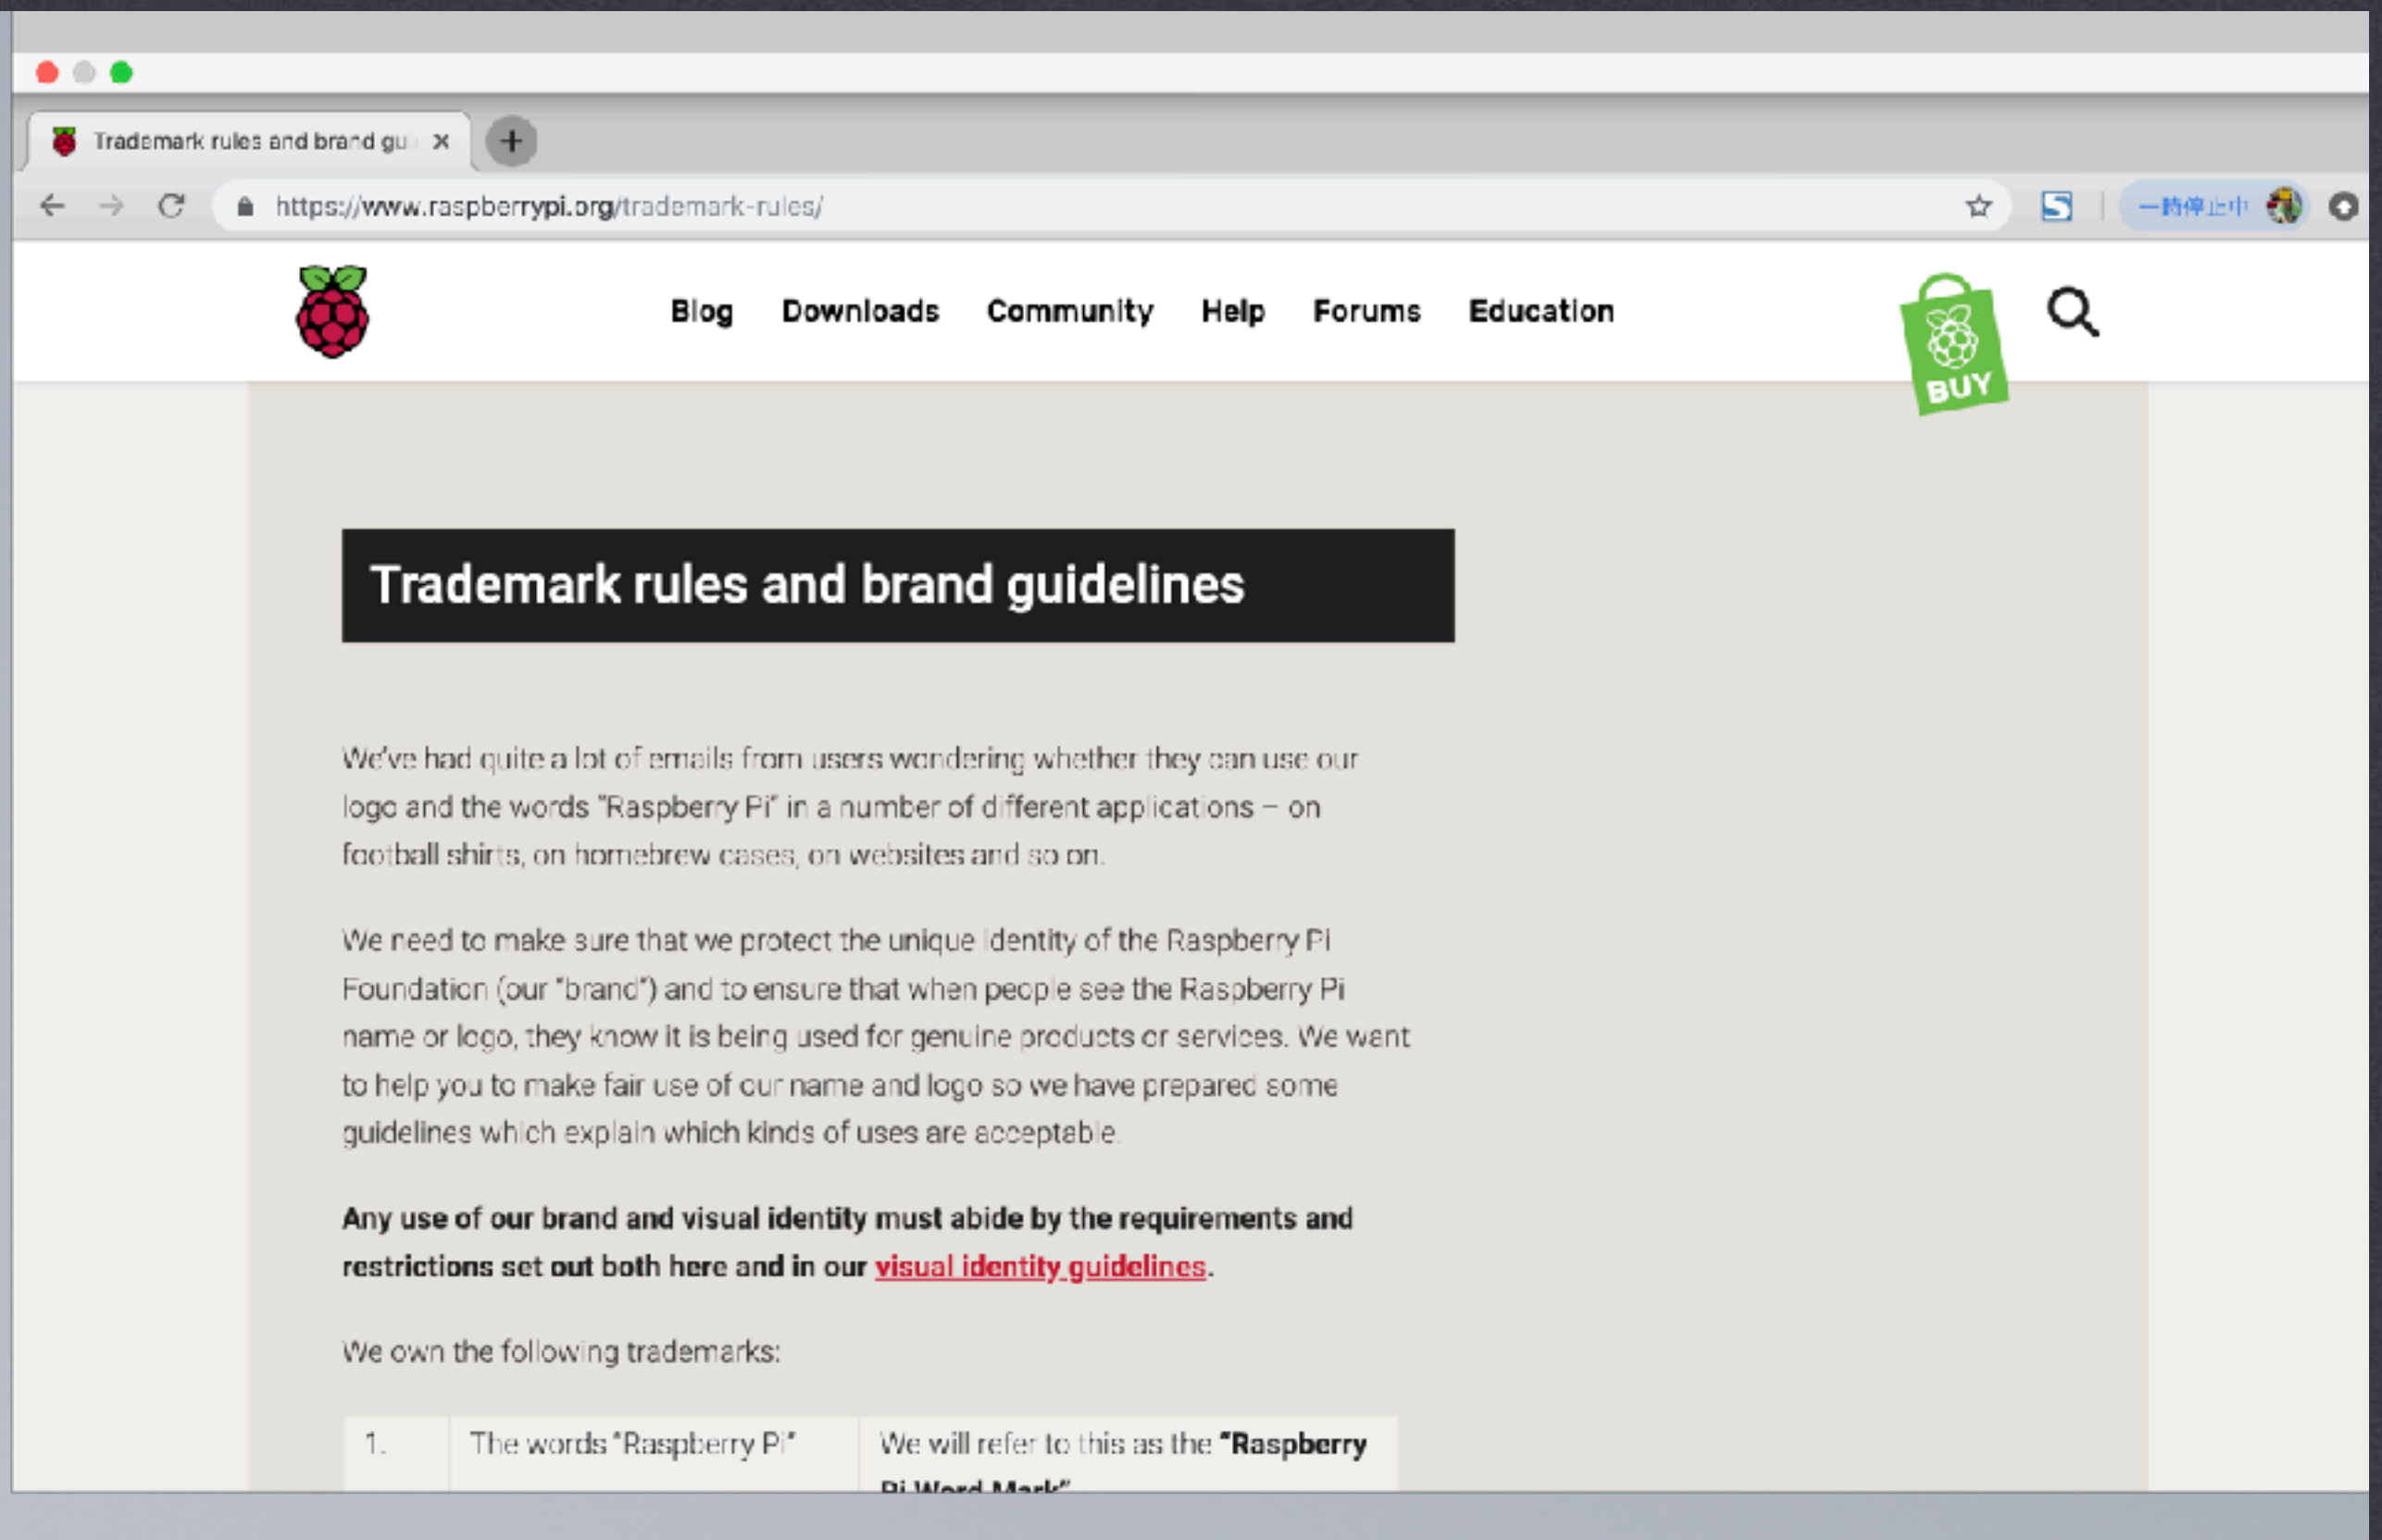 Trademark rules and brand gu
https://www.raspberrypi.org/trademark-rules/
一時停止中
Blog Downloads Community Help Forums Education
BUY
Trademark rules and brand guidelines
We've had quite a lot of emails from users wondering whether they can use our
logo and the words "Raspberry Pi" in a number of different applications – on
football shirts, on homebrew cases, on websites and so on.
We need to make sure that we protect the unique identity of the Raspberry Pi
Foundation (our "brand") and to ensure that when people see the Raspberry Pi
name or logo, they know it is being used for genuine products or services. We want
to help you to make fair use of our name and logo so we have prepared some
guidelines which explain which kinds of uses are acceptable.
Any use of our brand and visual identity must abide by the requirements and
restrictions set out both here and in our visual identity guidelines.
We own the following trademarks:
1. The words "Raspberry Pi" We will refer to this as the "Raspberry
Pi Word Mark"